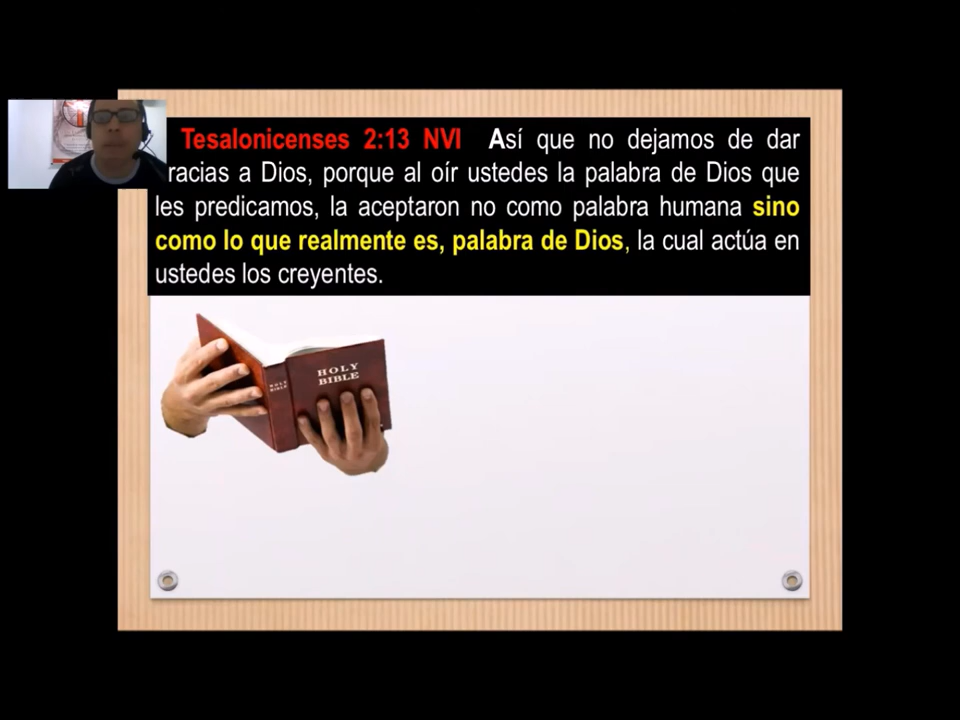 Tesalonicenses 2:13 NVI Así que no dejamos de dar
racias a Dios, porque al oír ustedes la palabra de Dios que
les predicamos, la aceptaron no como palabra humana sino
como lo que realmente es, palabra de Dios, la cual actúa en
ustedes los creyentes.
HOLY
BIBLE
HOLY
BIBLE